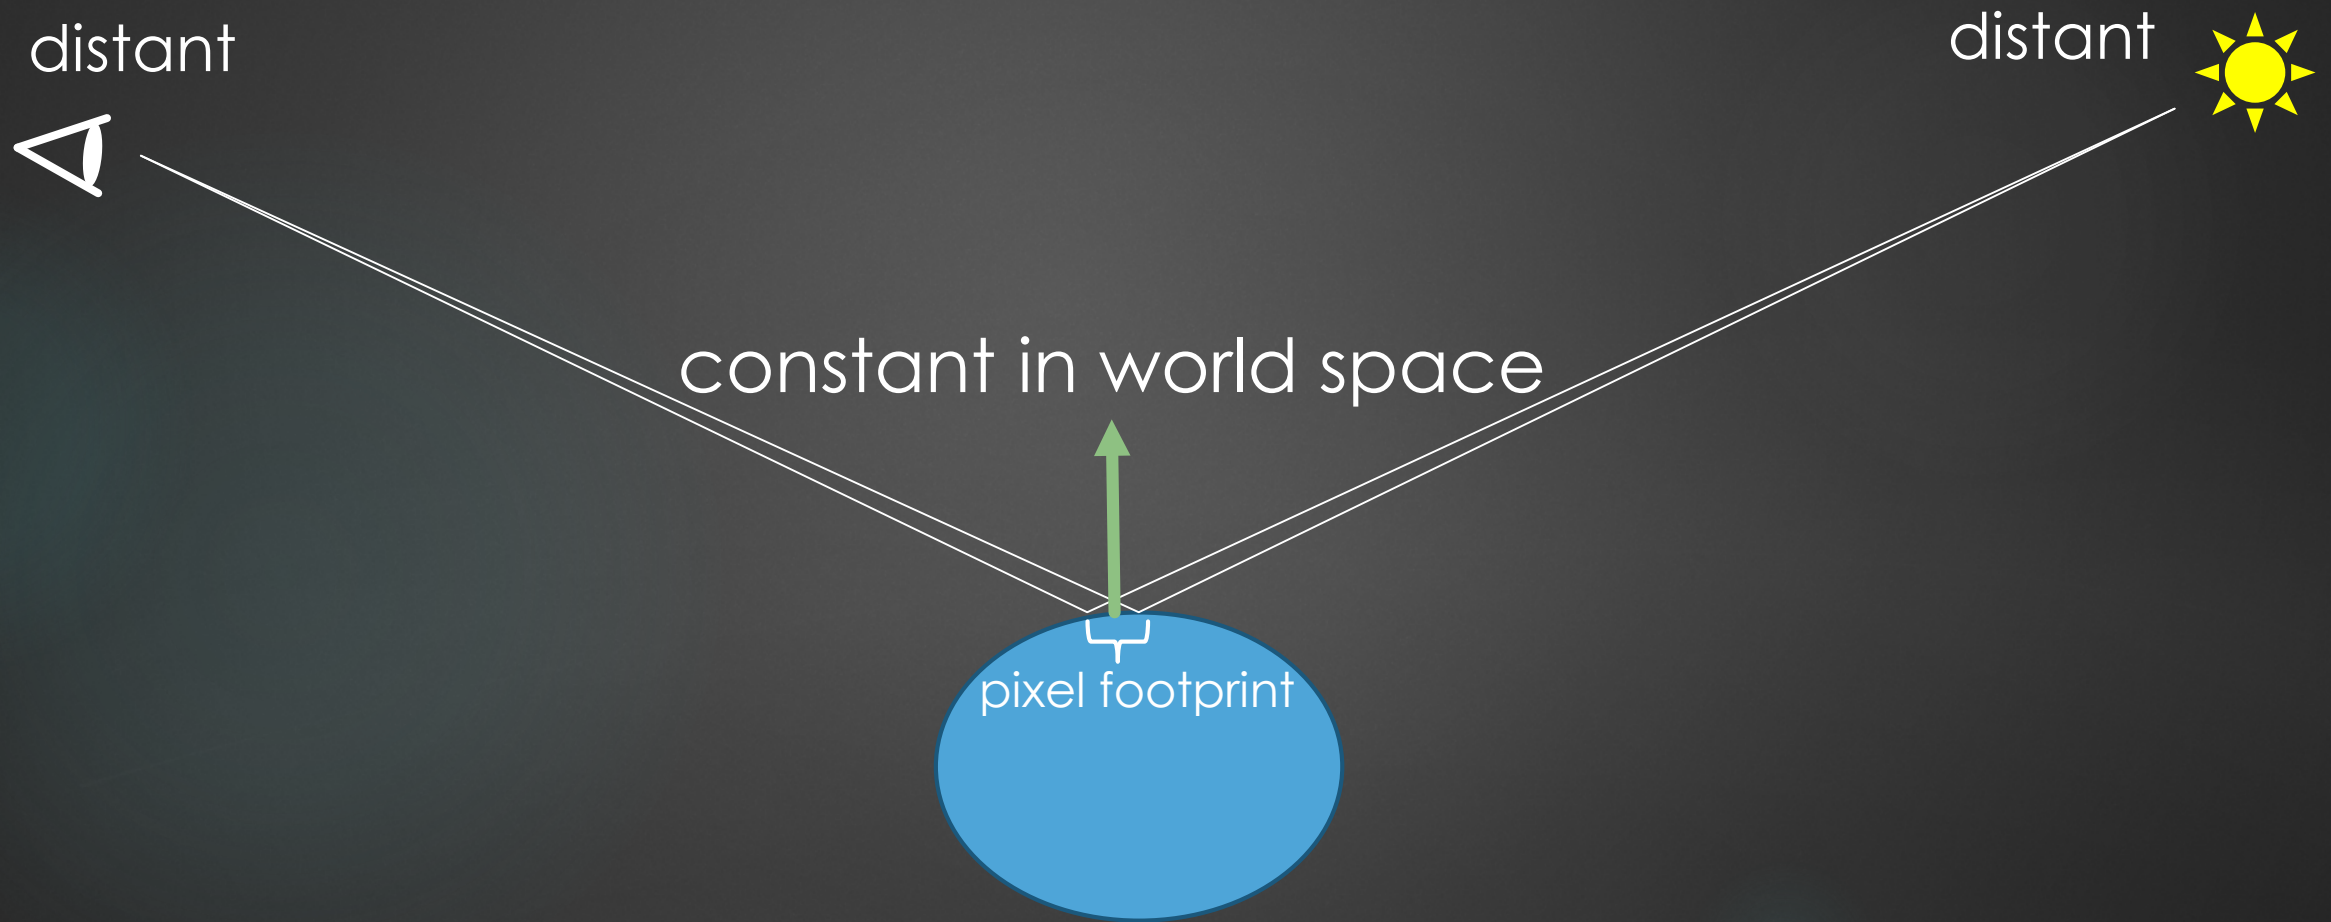 distant
distant
constant in world space
pixel footprint